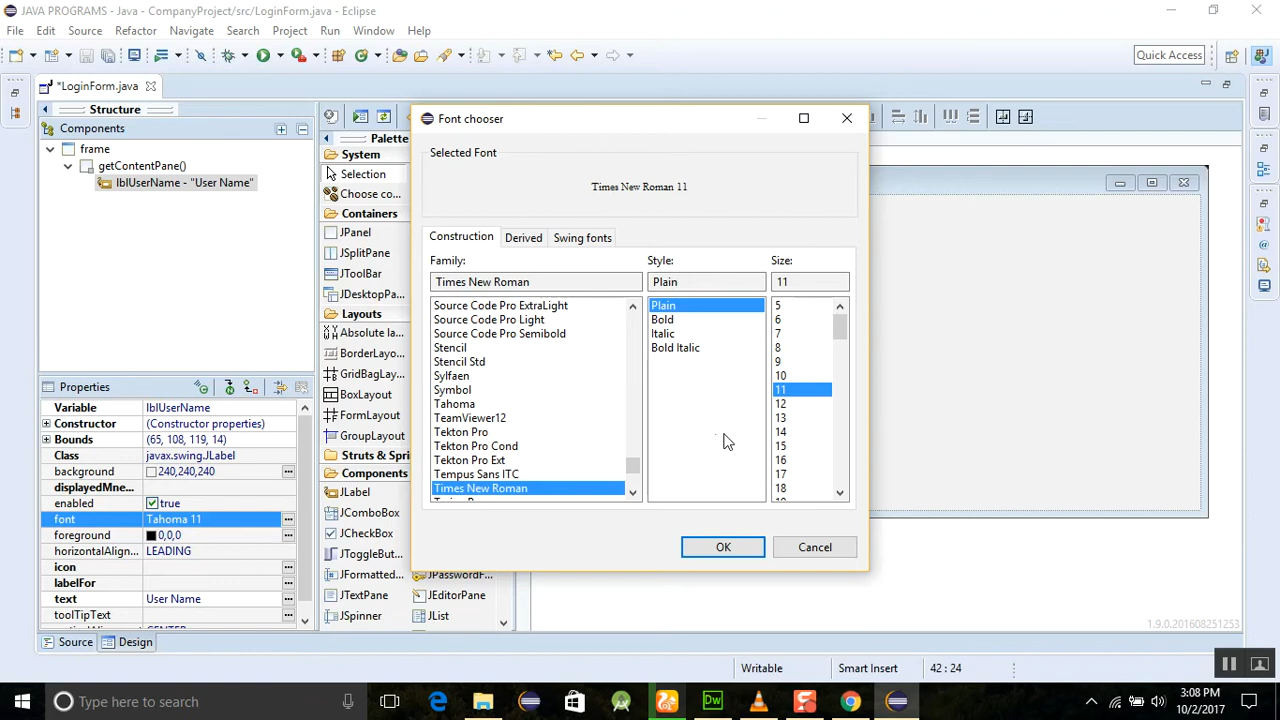 JAVA PROGRAMS - Java - CompanyProject/src/LoginForm.java - Eclipse
File Edit Source Refactor Navigate Search Project Run Window Help
Quick Access
*LoginForm.java
Structure
Components
frame
getContentPane()
lblUserName - "User Name"
Properties
Variable lblUserName
Constructor (Constructor properties)
Bounds (65, 108, 119, 14)
Class javax.swing.JLabel
background 240,240,240
displayedMne...
enabled true
font Tahoma 11
foreground 0,0,0
horizontalAlign... LEADING
icon
labelFor
text User Name
toolTipText
CENTER
Source Design
Palette
System
Selection
Choose co...
Containers
JPanel
JSplitPane
JToolBar
JDesktopPa...
Layouts
Absolute la...
BorderLayo...
GridBagLay...
BoxLayout
FormLayout
GroupLayout
Struts & Spri
Components
JLabel
JComboBox
JCheckBox
JToggleBut...
JFormatted...
JPasswordF...
JTextPane
JEditorPane
JSpinner
JList
Font chooser
Selected Font
Times New Roman 11
Construction Derived Swing fonts
Family: Style: Size:
Times New Roman Plain 11
Source Code Pro ExtraLight
Source Code Pro Light
Source Code Pro Semibold
Stencil
Stencil Std
Sylfaen
Symbol
Tahoma
TeamViewer12
Tekton Pro
Tekton Pro Cond
Tekton Pro Ext
Tempus Sans ITC
Times New Roman
Plain
Bold
Italic
Bold Italic
5
6
7
8
9
10
11
12
13
14
15
16
17
18
OK Cancel
1.9.0.201608251253
Writable Smart Insert 42 : 24
Type here to search
Dw
3:08 PM
10/2/2017